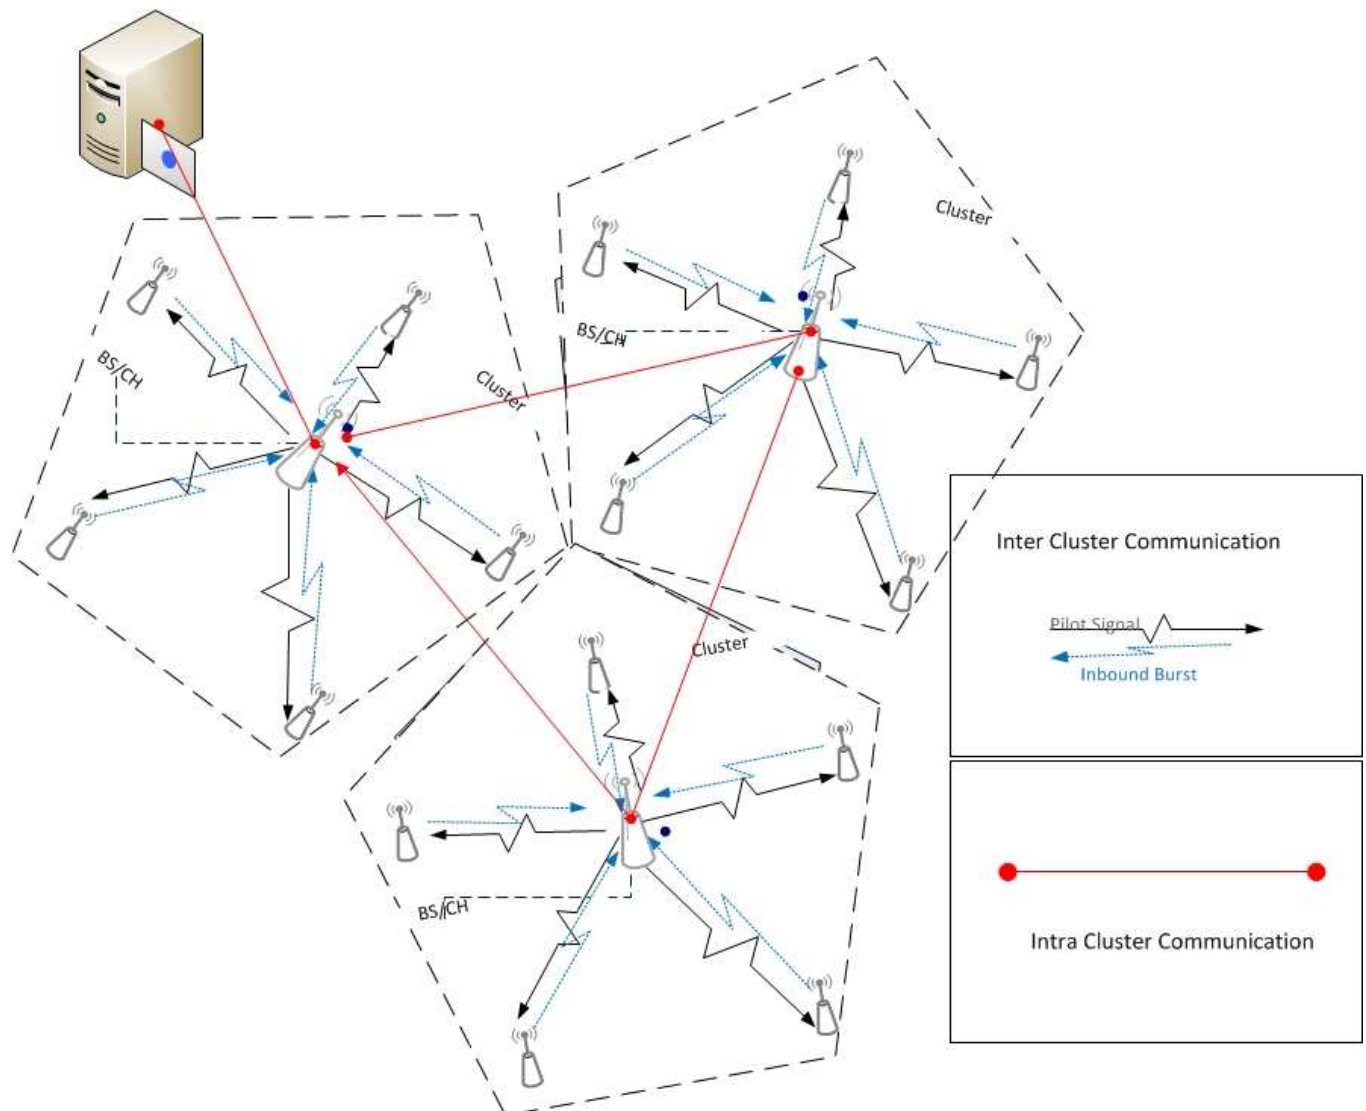 Cluster
BS/CH
BS/CH
Cluster
Inter Cluster Communication
Pilot Signal
Inbound Burst
Cluster
BS/CH
Intra Cluster Communication